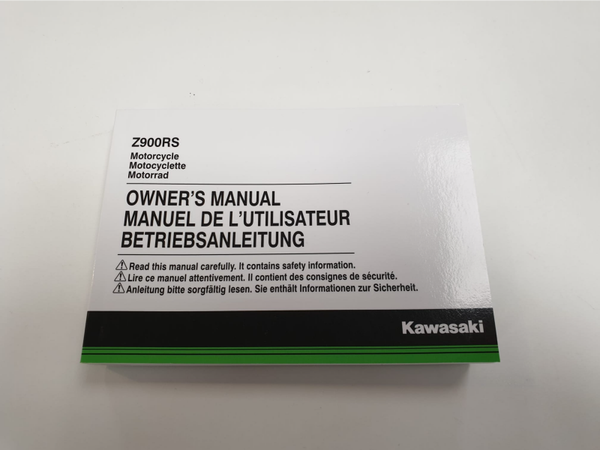 Z900RS
Motorcycle
Motocyclette
Motorrad
OWNER'S MANUAL
MANUEL DE L'UTILISATEUR
BETRIEBSANLEITUNG
Read this manual carefully. It contains safety information.
Lire ce manuel attentivement. Il contient des consignes de sécurité.
Anleitung bitte sorgfältig lesen. Sie enthält Informationen zur Sicherheit.
Kawasaki